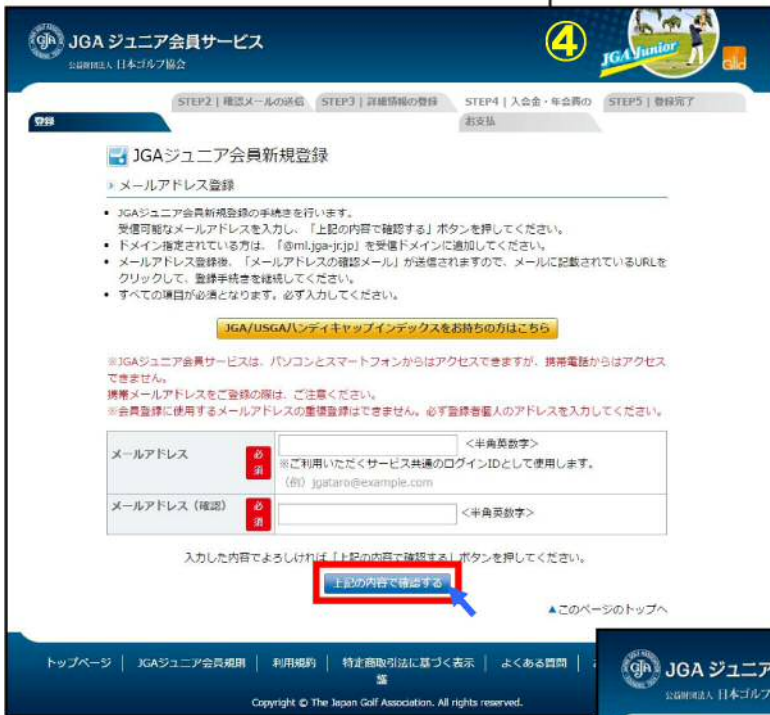 JGA ジュニア会員サービス
公益財団法人 日本ゴルフ協会
④
JGA Junior
Glid
登録
STEP2 | 確認メールの送信
STEP3 | 詳細情報の登録
STEP4 | 入会金・年会費の
お支払
STEP5 | 登録完了
JGAジュニア会員新規登録
メールアドレス登録
• JGAジュニア会員新規登録の手続きを行います。
受信可能なメールアドレスを入力し、「上記の内容で確認する」ボタンを押してください。
• ドメイン指定されている方は、「@ml.jga-jr.jp」を受信ドメインに追加してください。
• メールアドレス登録後、「メールアドレスの確認メール」が送信されますので、メールに記載されているURLを
クリックして、登録手続きを継続してください。
• すべての項目が必須となります。必ず入力してください。
JGA/USGAハンディキャップインデックスをお持ちの方はこちら
※JGAジュニア会員サービスは、パソコンとスマートフォンからはアクセスできますが、携帯電話からはアクセス
できません。
携帯メールアドレスをご登録の際は、ご注意ください。
※会員登録に使用するメールアドレスの重複登録はできません。必ず登録者個人のアドレスを入力してください。
メールアドレス
必須
<半角英数字>
※ご利用いただくサービス共通のログインIDとして使用します。
(例) jgataro@example.com
メールアドレス（確認）
必須
<半角英数字>
入力した内容でよろしければ「上記の内容で確認する」ボタンを押してください。
上記の内容で確認する
▲このページのトップへ
トップページ | JGAジュニア会員規則 | 利用規約 | 特定商取引法に基づく表示 | よくある質問 |
護
Copyright © The Japan Golf Association. All rights reserved.
JGA ジュニア
公益財団法人 日本ゴルフ